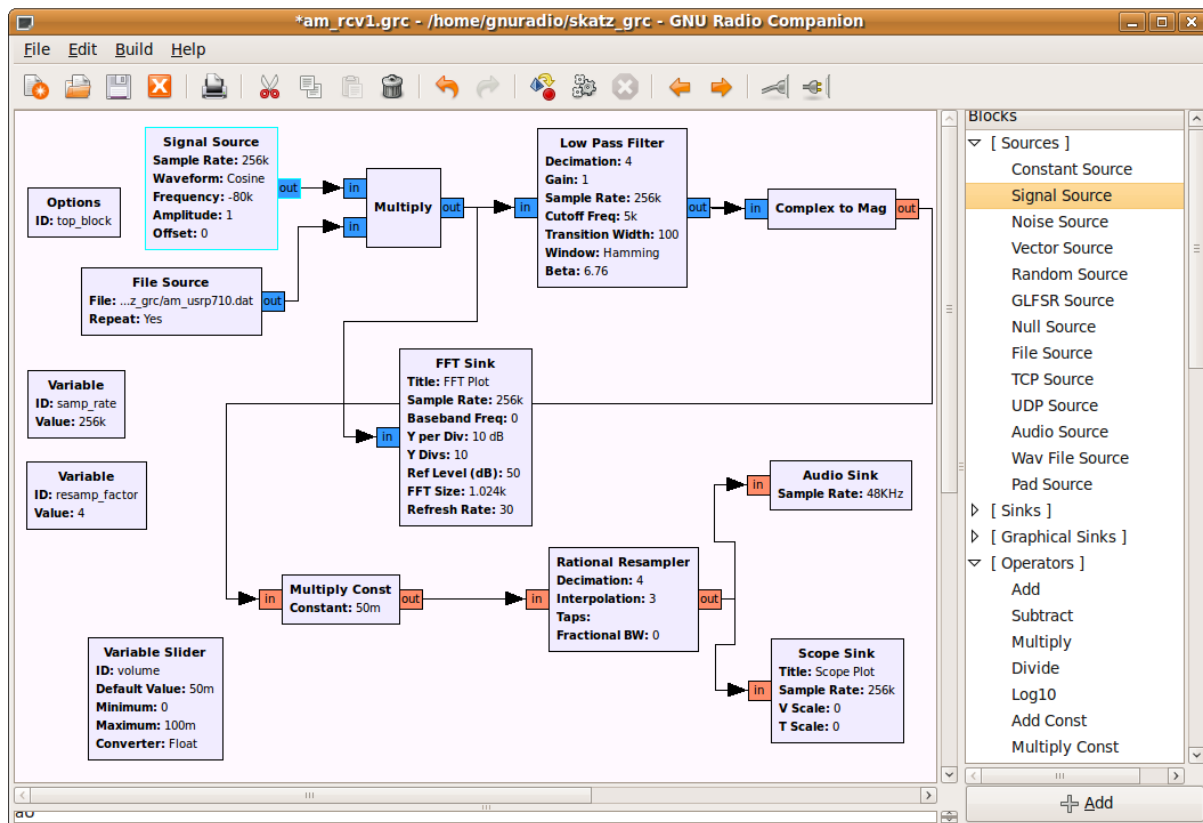 *am_rcv1.grc - /home/gnuradio/skatz_grc - GNU Radio Companion
File Edit Build Help
Signal Source
Sample Rate: 256k
Waveform: Cosine
Frequency: -80k
Amplitude: 1
Offset: 0
out
Options
ID: top_block
File Source
File: ...z_grc/am_usrp710.dat
Repeat: Yes
out
in
in
Multiply
out
Low Pass Filter
Decimation: 4
Gain: 1
Sample Rate: 256k
Cutoff Freq: 5k
Transition Width: 100
Window: Hamming
Beta: 6.76
in
out
in
Complex to Mag
out
Variable
ID: samp_rate
Value: 256k
Variable
ID: resamp_factor
Value: 4
FFT Sink
Title: FFT Plot
Sample Rate: 256k
Baseband Freq: 0
Y per Div: 10 dB
Y Divs: 10
Ref Level (dB): 50
FFT Size: 1.024k
Refresh Rate: 30
in
in
Audio Sink
Sample Rate: 48KHz
in
Multiply Const
Constant: 50m
out
in
Rational Resampler
Decimation: 4
Interpolation: 3
Taps:
Fractional BW: 0
out
Variable Slider
ID: volume
Default Value: 50m
Minimum: 0
Maximum: 100m
Converter: Float
in
Scope Sink
Title: Scope Plot
Sample Rate: 256k
V Scale: 0
T Scale: 0
Blocks
[ Sources ]
Constant Source
Signal Source
Noise Source
Vector Source
Random Source
GLFSR Source
Null Source
File Source
TCP Source
UDP Source
Audio Source
Wav File Source
Pad Source
[ Sinks ]
[ Graphical Sinks ]
[ Operators ]
Add
Subtract
Multiply
Divide
Log10
Add Const
Multiply Const
Add